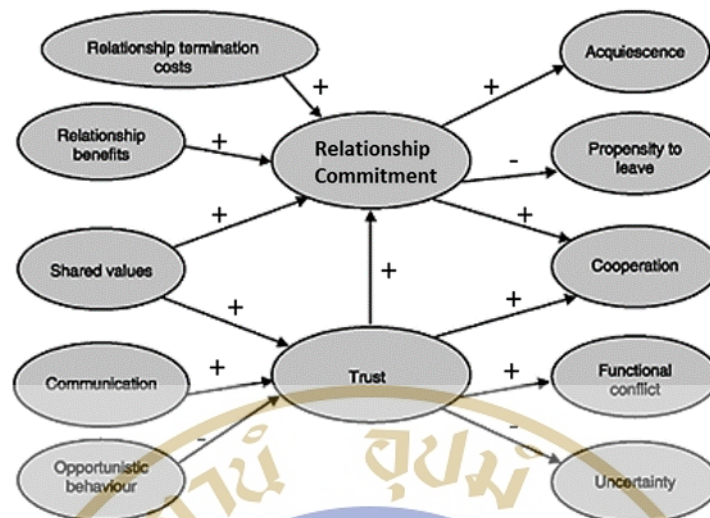 Relationship termination
costs
Acquiescence
+
+
Relationship
benefits
+
Relationship
Commitment
-
Propensity to
leave
+
+
Shared values
+
Cooperation
+
+
Communication
+
Trust
+
Functional
conflict
-
-
Opportunistic
behaviour
Uncertainty